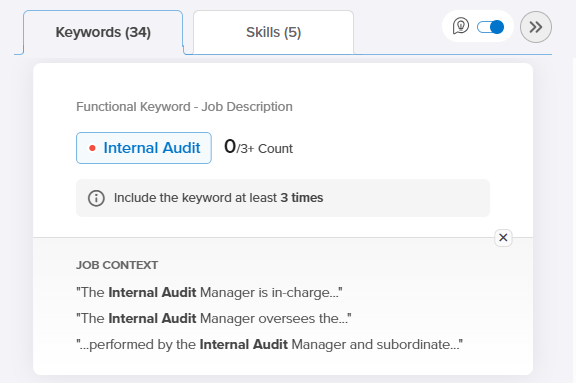 Keywords (34)
Skills (5)
Functional Keyword - Job Description
Internal Audit 0/3+ Count
Include the keyword at least 3 times
JOB CONTEXT
"The Internal Audit Manager is in-charge..."
"The Internal Audit Manager oversees the..."
"...performed by the Internal Audit Manager and subordinate..."